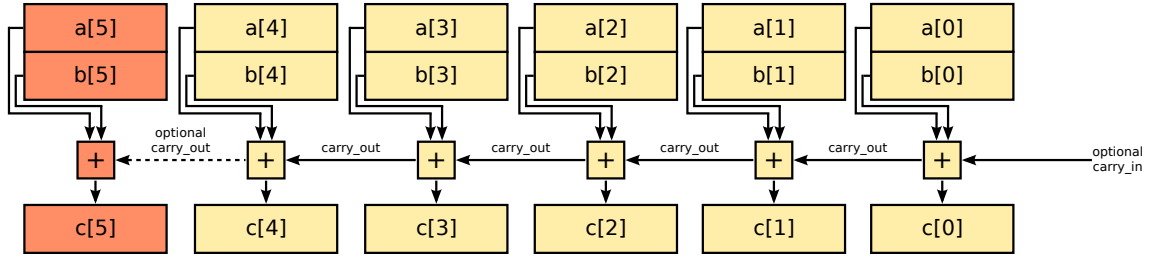 a[5] a[4] a[3] a[2] a[1] a[0]
b[5] b[4] b[3] b[2] b[1] b[0]
optional
carry_out carry_out carry_out carry_out carry_out optional
carry_in
+ + + + + +
c[5] c[4] c[3] c[2] c[1] c[0]